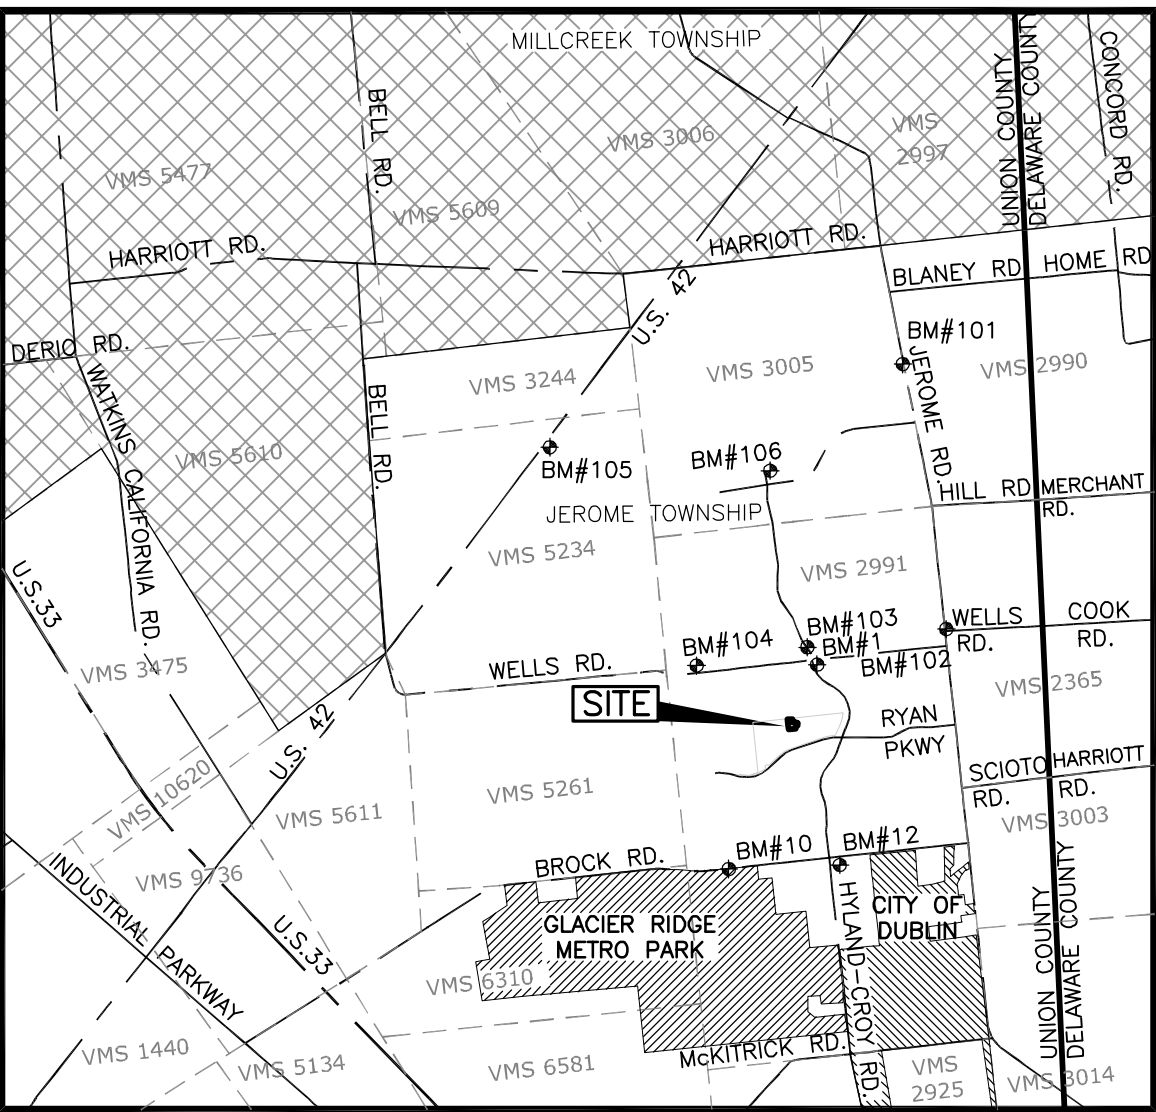 MILLCREEK TOWNSHIP
UNION COUNTY
DELAWARE COUNTY
CONCORD RD.
BELL RD.
VMS 3006
VMS
2997
VMS 5477
VMS 5609
HARRIOTT RD.
HARRIOTT RD.
BLANEY RD
HOME RD
U.S. 42
DERIO RD.
BM#101
JEROME RD.
VMS 3244
VMS 3005
VMS 2990
WATKINS CALIFORNIA RD.
BELL RD.
VMS 5610
BM#105
BM#106
HILL RD
MERCHANT
RD.
JEROME TOWNSHIP
VMS 5234
VMS 2991
U.S.33
BM#103
BM#104
BM#1
BM#102
WELLS
RD.
COOK
RD.
WELLS RD.
VMS 3475
VMS 2365
SITE
RYAN
PKWY
U.S. 42
SCIOTO
RD.
HARRIOTT
RD.
VMS 10620
VMS 5261
VMS 5611
VMS 3003
BROCK RD.
BM#10
BM#12
VMS 9736
INDUSTRIAL PARKWAY
U.S.33
GLACIER RIDGE
METRO PARK
CITY OF
DUBLIN
HYLAND-CROY RD.
UNION COUNTY
DELAWARE COUNTY
VMS 6310
VMS 1440
VMS 5134
VMS 6581
McKITRICK RD.
VMS
2925
VMS 3014